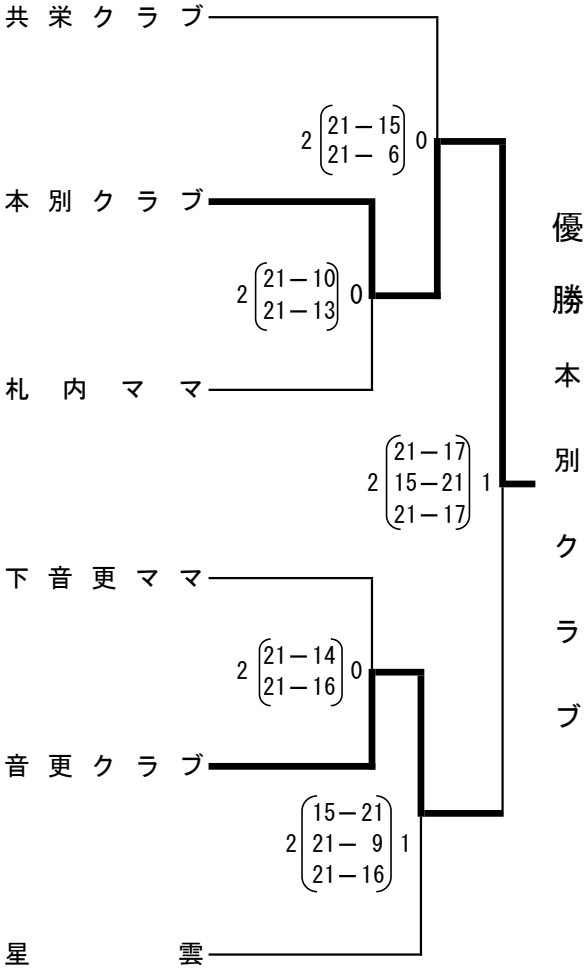 共栄クラブ
2 21-15 0
21- 6
本別クラブ
2 21-10 0
21-13
札内ママ
2 21-17 1
15-21
21-17
下音更ママ
2 21-14 0
21-16
音更クラブ
2 15-21 1
21- 9
21-16
星雲
優勝本別クラブ